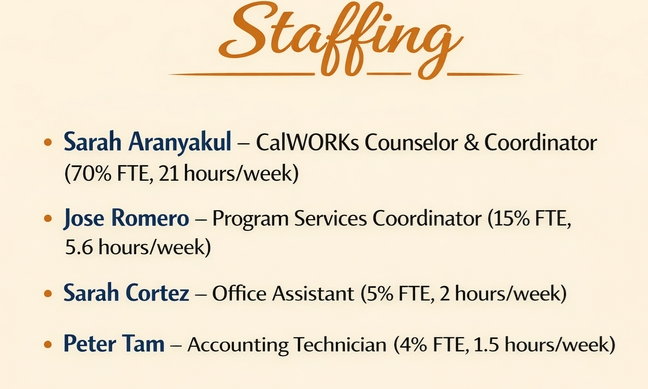 Staffing
• Sarah Aranyakul – CalWORKs Counselor & Coordinator
(70% FTE, 21 hours/week)
• Jose Romero – Program Services Coordinator (15% FTE,
5.6 hours/week)
• Sarah Cortez – Office Assistant (5% FTE, 2 hours/week)
• Peter Tam – Accounting Technician (4% FTE, 1.5 hours/week)